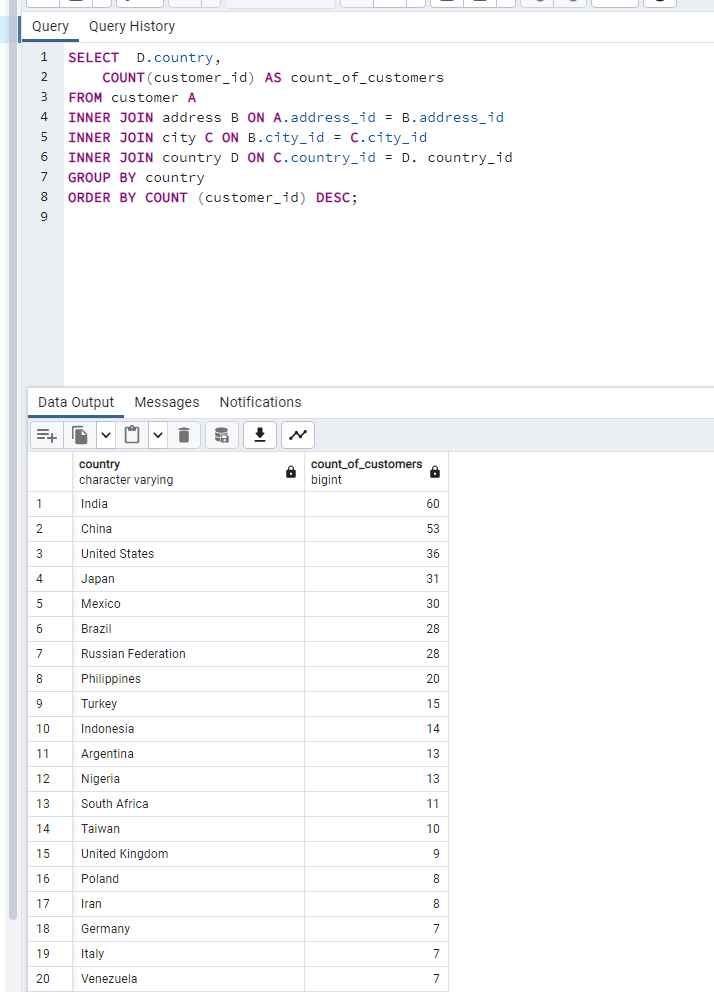 Query Query History
1 SELECT  D.country,
2     COUNT(customer_id) AS count_of_customers
3 FROM customer A
4 INNER JOIN address B ON A.address_id = B.address_id
5 INNER JOIN city C ON B.city_id = C.city_id
6 INNER JOIN country D ON C.country_id = D. country_id
7 GROUP BY country
8 ORDER BY COUNT (customer_id) DESC;
9
Data Output Messages Notifications
country count_of_customers
character varying bigint
1 India 60
2 China 53
3 United States 36
4 Japan 31
5 Mexico 30
6 Brazil 28
7 Russian Federation 28
8 Philippines 20
9 Turkey 15
10 Indonesia 14
11 Argentina 13
12 Nigeria 13
13 South Africa 11
14 Taiwan 10
15 United Kingdom 9
16 Poland 8
17 Iran 8
18 Germany 7
19 Italy 7
20 Venezuela 7